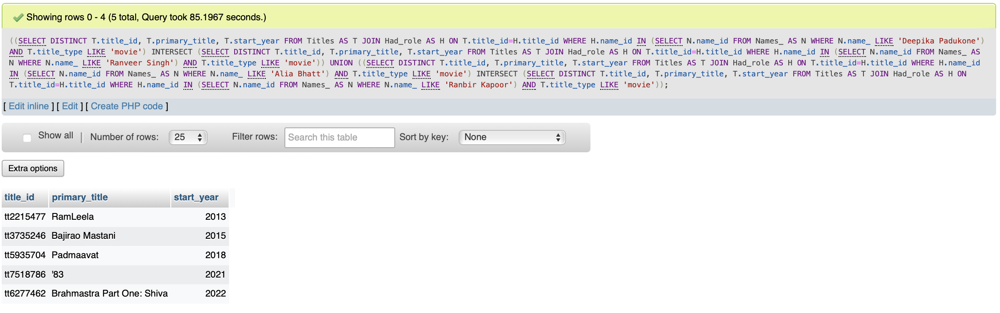 Showing rows 0 - 4 (5 total, Query took 85.1967 seconds.)
((SELECT DISTINCT T.title_id, T.primary_title, T.start_year FROM Titles AS T JOIN Had_role AS H ON T.title_id=H.title_id WHERE H.name_id IN (SELECT N.name_id FROM Names_ AS N WHERE N.name_ LIKE 'Deepika Padukone')
AND T.title_type LIKE 'movie') INTERSECT (SELECT DISTINCT T.title_id, T.primary_title, T.start_year FROM Titles AS T JOIN Had_role AS H ON T.title_id=H.title_id WHERE H.name_id IN (SELECT N.name_id FROM Names_ AS
N WHERE N.name_ LIKE 'Ranveer Singh') AND T.title_type LIKE 'movie')) UNION ((SELECT DISTINCT T.title_id, T.primary_title, T.start_year FROM Titles AS T JOIN Had_role AS H ON T.title_id=H.title_id WHERE H.name_id
IN (SELECT N.name_id FROM Names_ AS N WHERE N.name_ LIKE 'Alia Bhatt') AND T.title_type LIKE 'movie') INTERSECT (SELECT DISTINCT T.title_id, T.primary_title, T.start_year FROM Titles AS T JOIN Had_role AS H ON
T.title_id=H.title_id WHERE H.name_id IN (SELECT N.name_id FROM Names_ AS N WHERE N.name_ LIKE 'Ranbir Kapoor') AND T.title_type LIKE 'movie'));
[ Edit inline ] [ Edit ] [ Create PHP code ]
Show all | Number of rows: 25 Filter rows: Search this table Sort by key: None
Extra options
title_id primary_title start_year
tt2215477 RamLeela 2013
tt3735246 Bajirao Mastani 2015
tt5935704 Padmaavat 2018
tt7518786 '83 2021
tt6277462 Brahmastra Part One: Shiva 2022